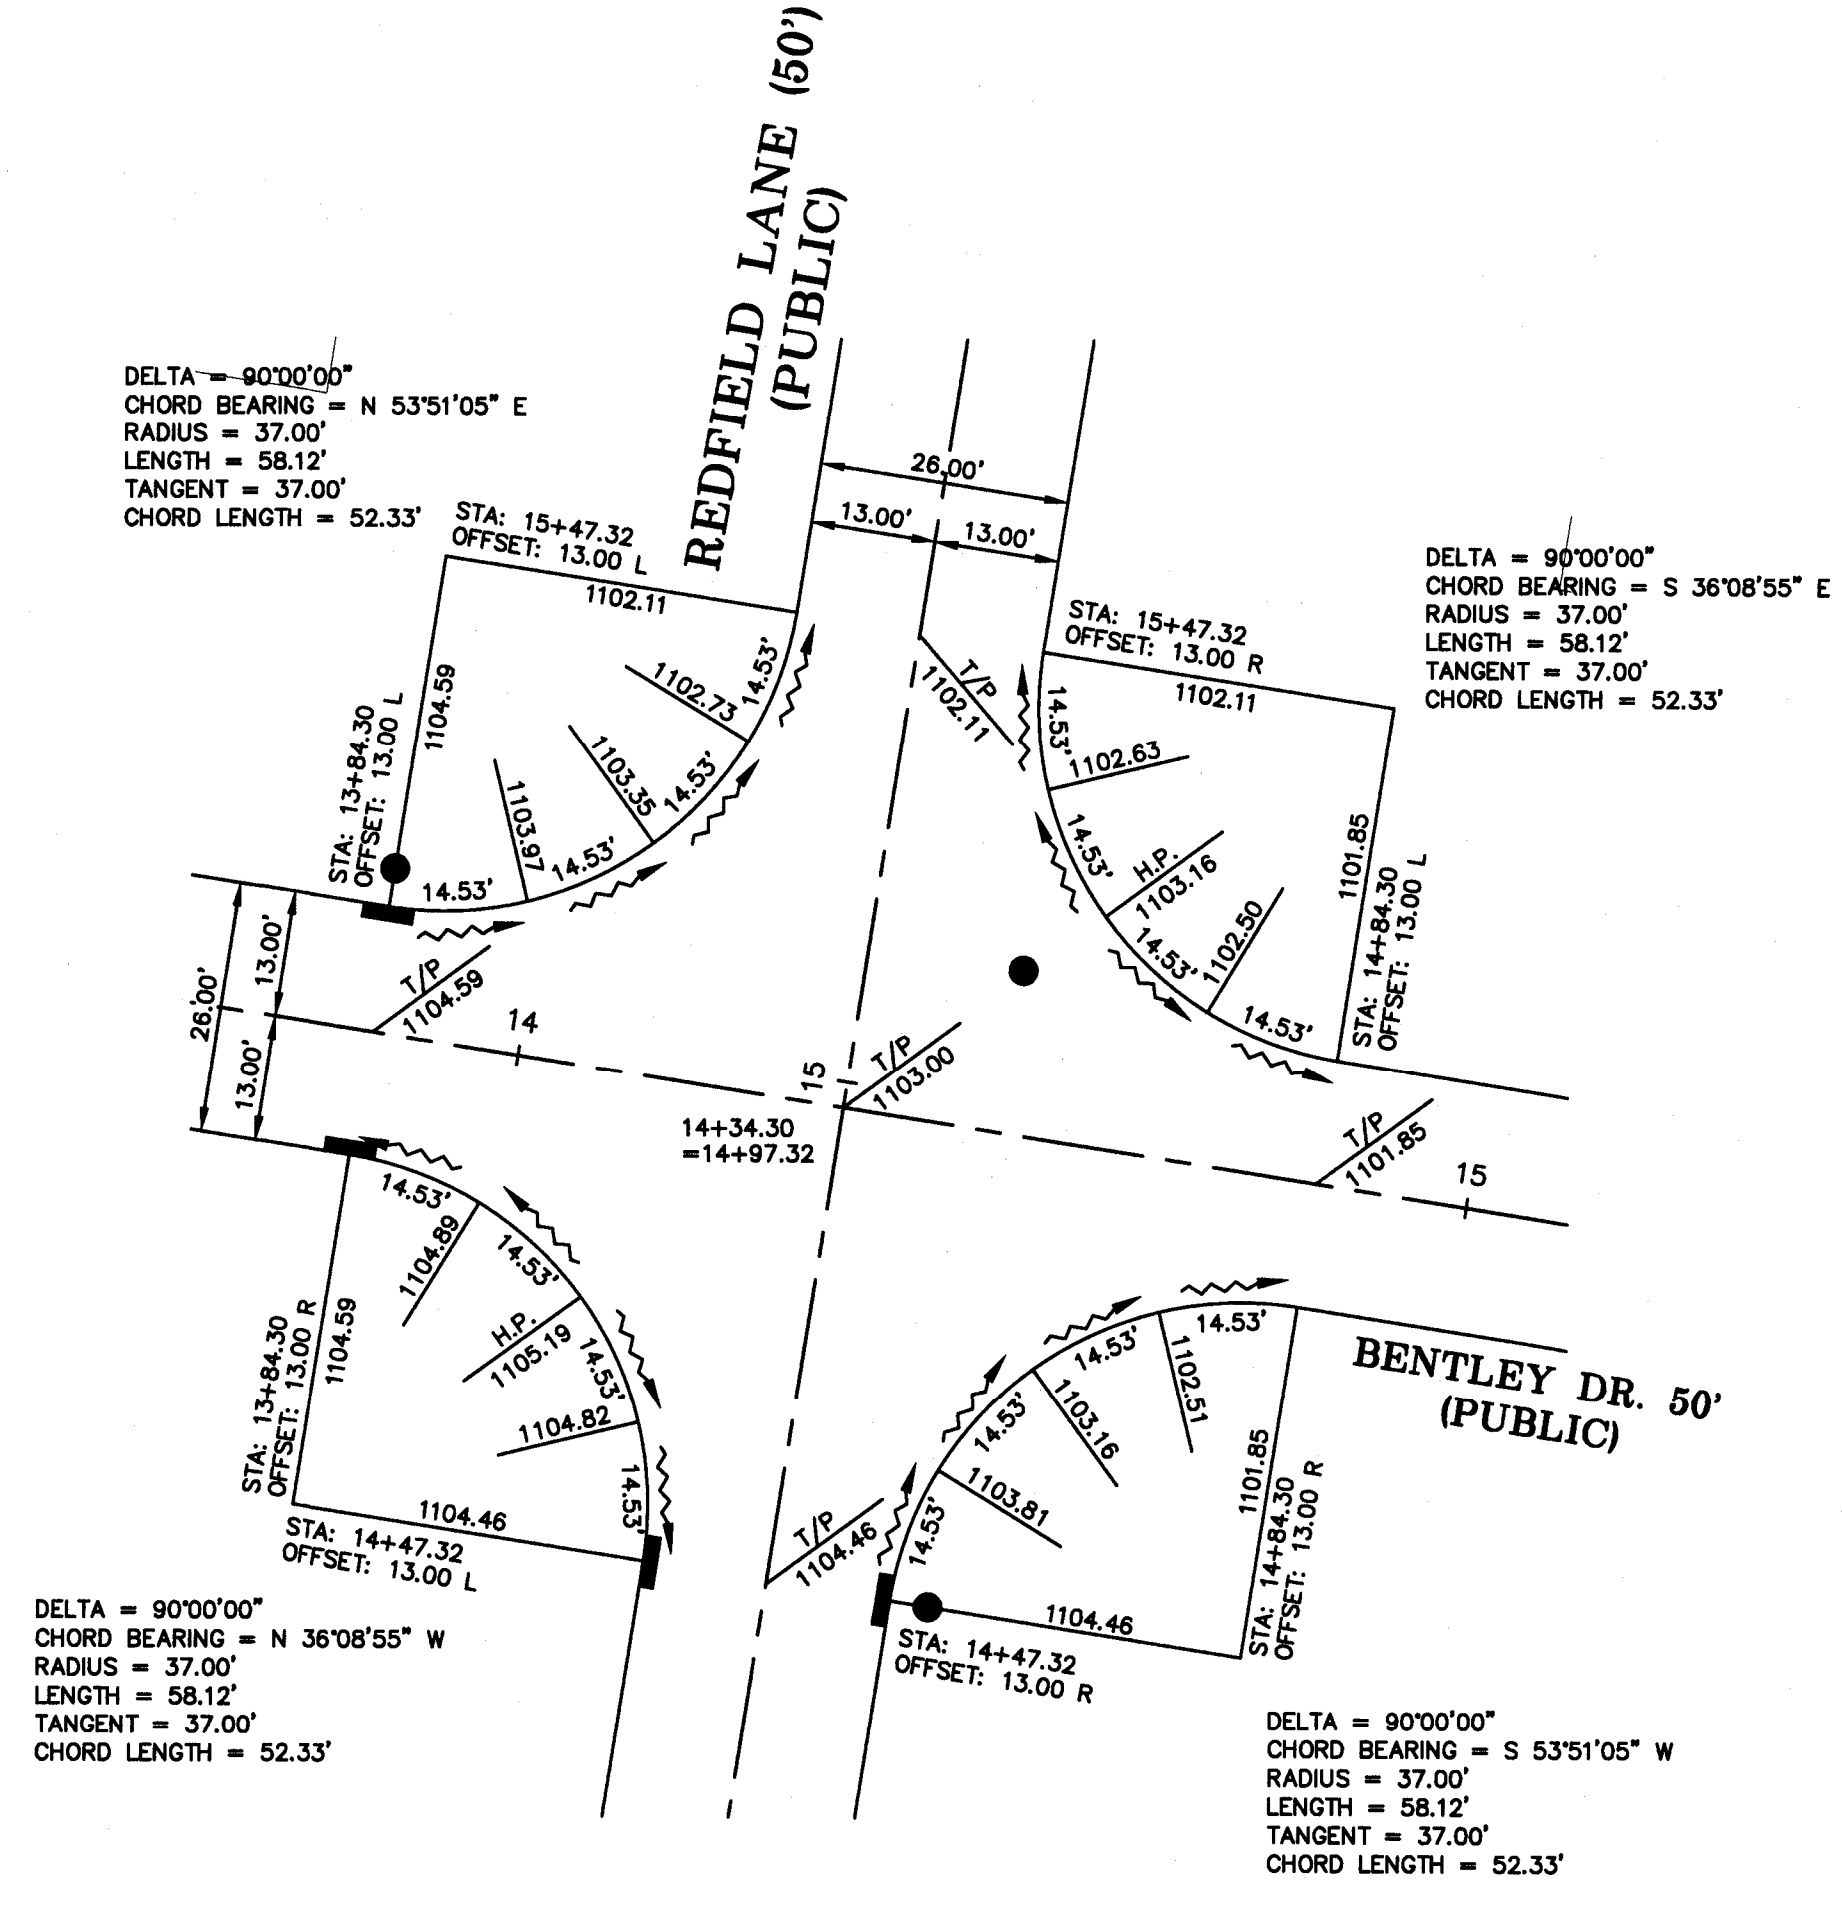 REDFIELD LANE (50')
(PUBLIC)
DELTA = 90°00'00"
CHORD BEARING = N 53°51'05" E
RADIUS = 37.00'
LENGTH = 58.12'
TANGENT = 37.00'
CHORD LENGTH = 52.33'
STA: 15+47.32
OFFSET: 13.00 L
1102.11
1104.59
STA: 13+84.30
OFFSET: 13.00 L
14.53'
1102.73
14.53'
1103.35
14.53'
1103.97
14.53'
26.00'
13.00'
13.00'
T/P
1102.11
DELTA = 90°00'00"
CHORD BEARING = S 36°08'55" E
RADIUS = 37.00'
LENGTH = 58.12'
TANGENT = 37.00'
CHORD LENGTH = 52.33'
STA: 15+47.32
OFFSET: 13.00 R
1102.11
14.53'
1102.63
14.53'
H.P.
1103.16
14.53'
1102.50
14.53'
1101.85
STA: 14+84.30
OFFSET: 13.00 L
26.00'
13.00'
13.00'
T/P
1104.59
14
15
T/P
1103.00
14+34.30
=14+97.32
T/P
1101.85
15
14.53'
1104.89
14.53'
H.P.
1105.19
14.53'
1104.82
14.53'
1104.59
STA: 13+84.30
OFFSET: 13.00 R
1104.46
STA: 14+47.32
OFFSET: 13.00 L
DELTA = 90°00'00"
CHORD BEARING = N 36°08'55" W
RADIUS = 37.00'
LENGTH = 58.12'
TANGENT = 37.00'
CHORD LENGTH = 52.33'
T/P
1104.46
14.53'
1103.81
14.53'
1103.16
14.53'
1102.51
14.53'
1101.85
STA: 14+84.30
OFFSET: 13.00 R
1104.46
STA: 14+47.32
OFFSET: 13.00 R
BENTLEY DR. 50'
(PUBLIC)
DELTA = 90°00'00"
CHORD BEARING = S 53°51'05" W
RADIUS = 37.00'
LENGTH = 58.12'
TANGENT = 37.00'
CHORD LENGTH = 52.33'